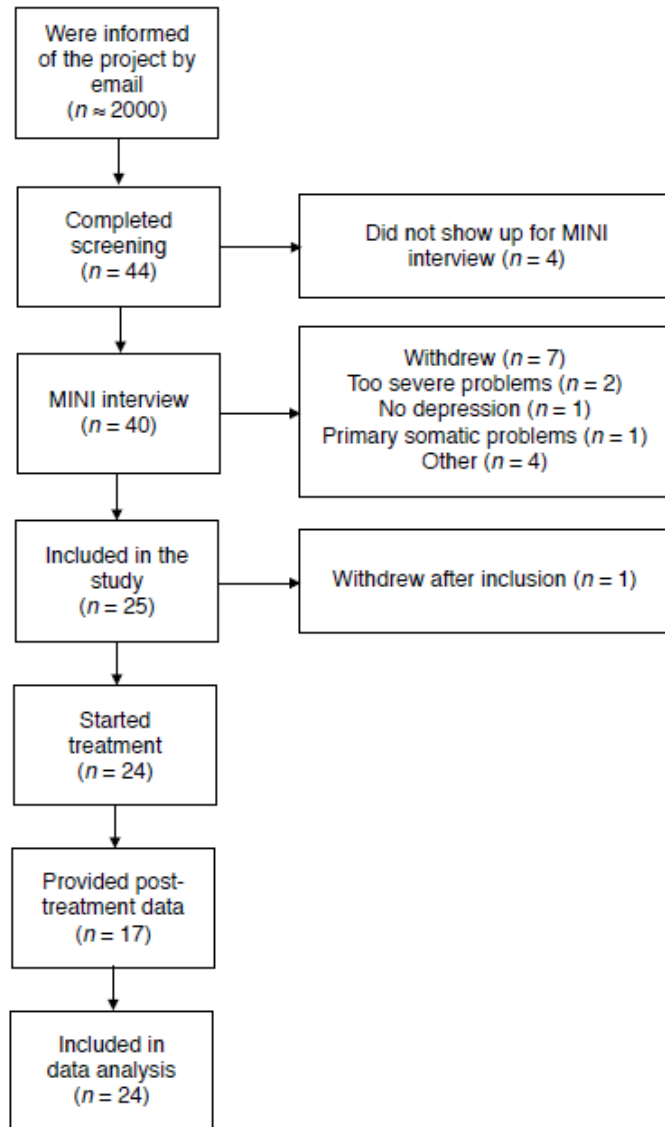 Were informed
of the project by
email
(n ≈ 2000)
Completed
screening
(n = 44)
Did not show up for MINI
interview (n = 4)
MINI interview
(n = 40)
Withdrew (n = 7)
Too severe problems (n = 2)
No depression (n = 1)
Primary somatic problems (n = 1)
Other (n = 4)
Included in the
study
(n = 25)
Withdrew after inclusion (n = 1)
Started
treatment
(n = 24)
Provided post-
treatment data
(n = 17)
Included in
data analysis
(n = 24)